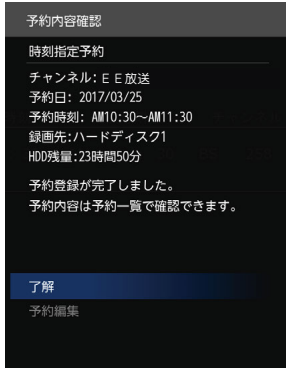 予約内容確認
時刻指定予約
チャンネル:ＥＥ放送
予約日: 2017/03/25
予約時刻: AM10:30～AM11:30
録画先:ハードディスク1
HDD残量:23時間50分
予約登録が完了しました。
予約内容は予約一覧で確認できます。
了解
予約編集